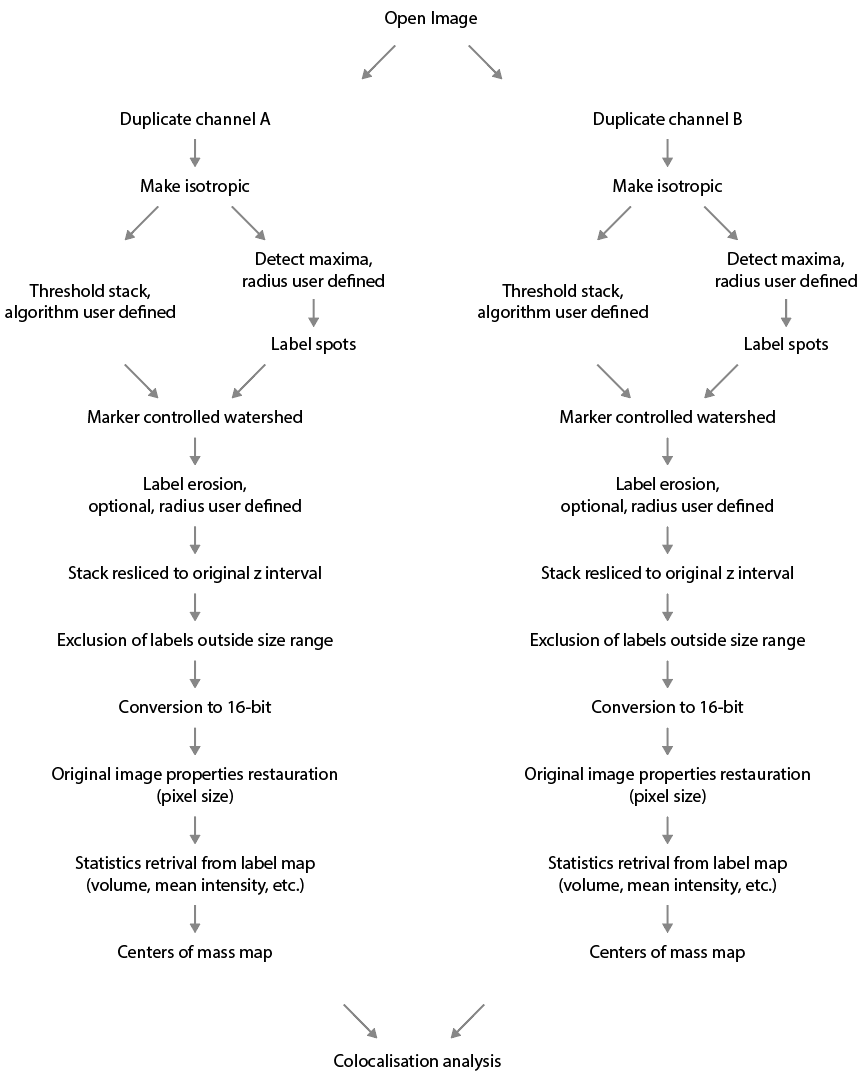 Open Image
Duplicate channel A
Make isotropic
Threshold stack,
algorithm user defined
Detect maxima,
radius user defined
Label spots
Marker controlled watershed
Label erosion,
optional, radius user defined
Stack resliced to original z interval
Exclusion of labels outside size range
Conversion to 16-bit
Original image properties restauration
(pixel size)
Statistics retrival from label map
(volume, mean intensity, etc.)
Centers of mass map
Duplicate channel B
Make isotropic
Threshold stack,
algorithm user defined
Detect maxima,
radius user defined
Label spots
Marker controlled watershed
Label erosion,
optional, radius user defined
Stack resliced to original z interval
Exclusion of labels outside size range
Conversion to 16-bit
Original image properties restauration
(pixel size)
Statistics retrival from label map
(volume, mean intensity, etc.)
Centers of mass map
Colocalisation analysis